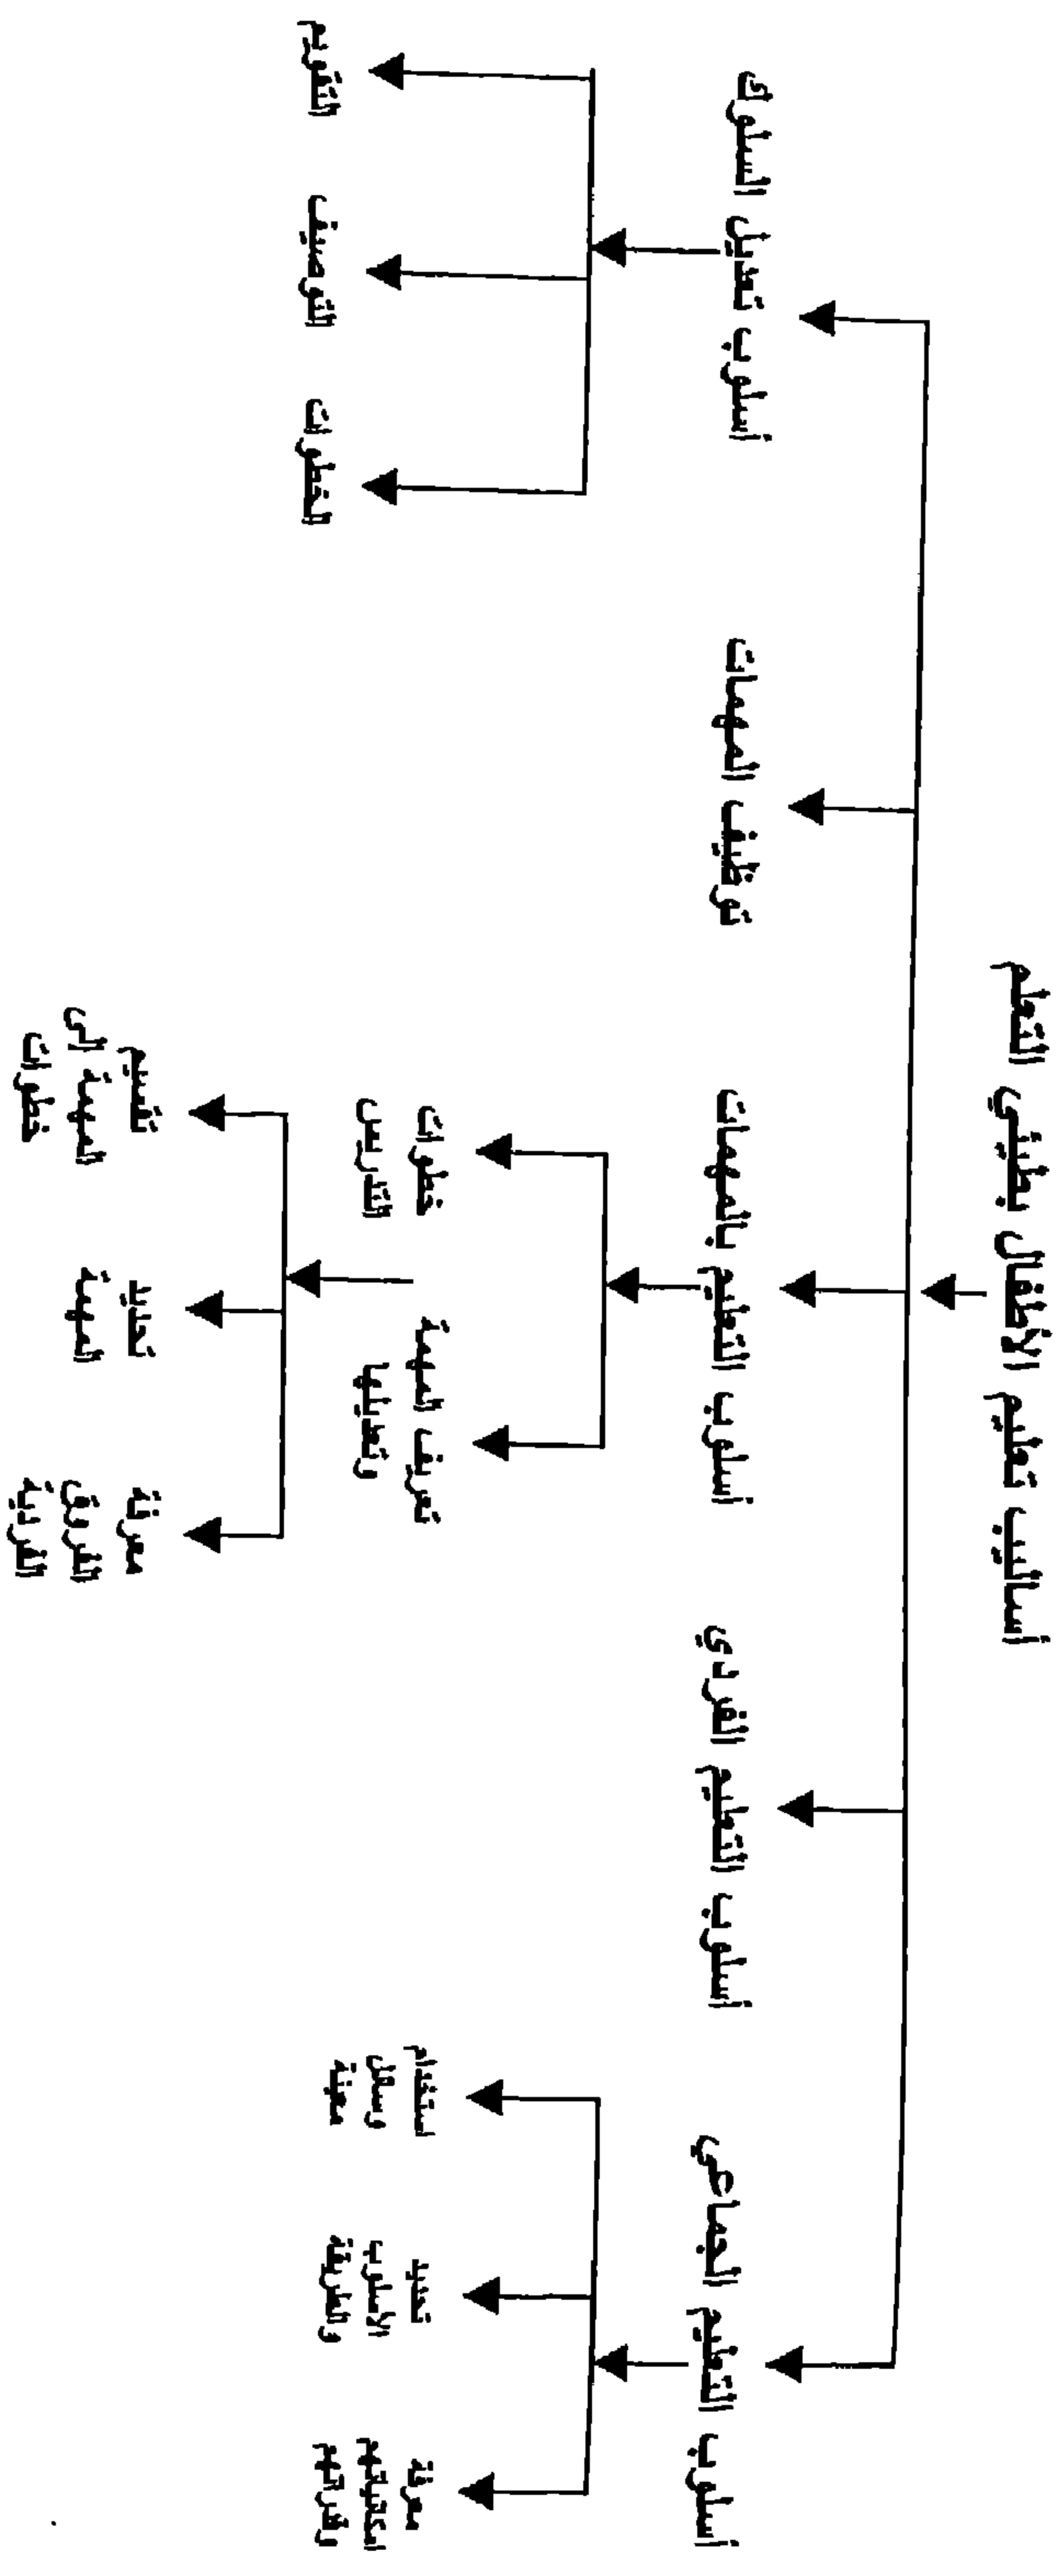 أساليب تعليم الأطفال بطيئي التعلم
أسلوب التعليم الجماعي
أسلوب التعليم الفردي
أسلوب التعليم بالمهمات
توظيف المهمات
أسلوب تعديل السلوك
معرفة
امكانياتهم
وقدراتهم
تحديد
الأسلوب
والطريقة
استخدام
وسائل
معينة
تعريف المهمة
وتحليلها
خطوات
التدريس
الخطوات
التوصيف
التقويم
معرفة
الفروق
الفردية
تحليل
المهمة
تقسيم
المهمة الى
خطوات